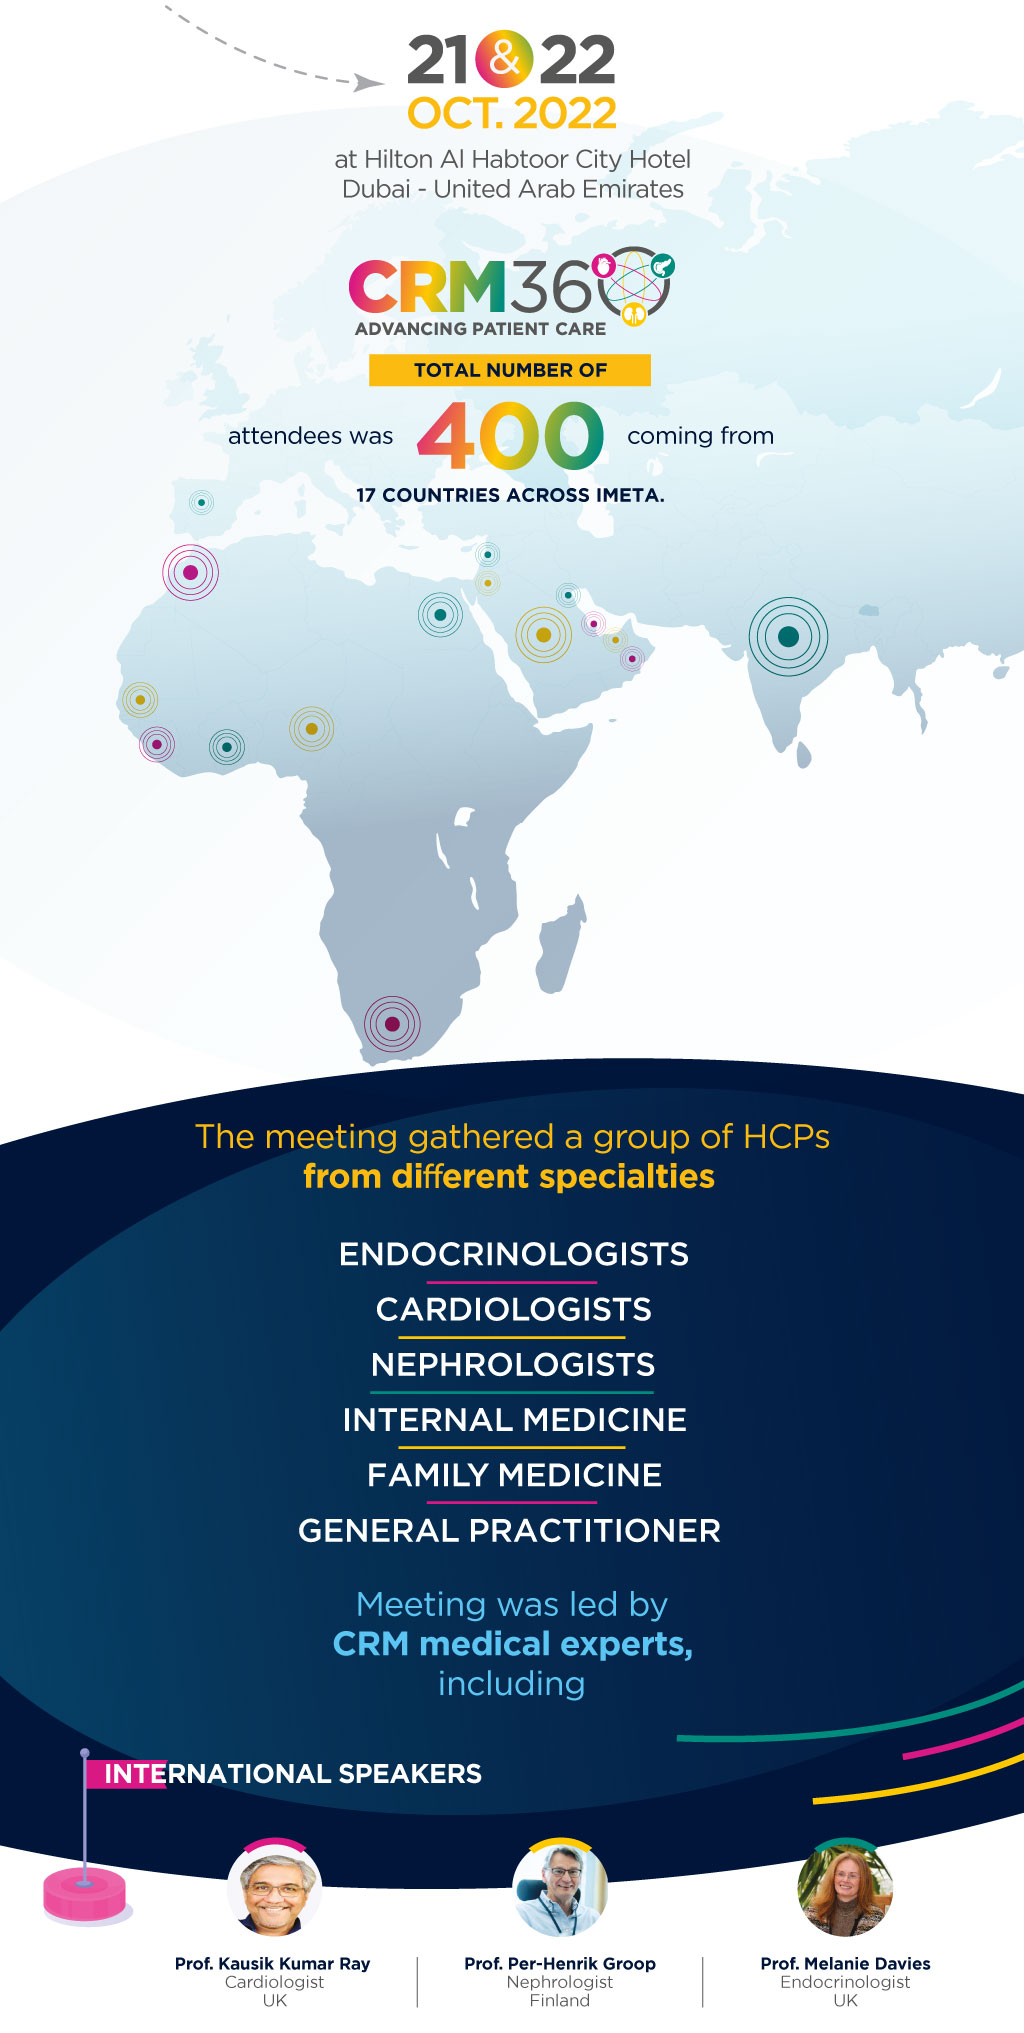 21 & 22
OCT. 2022
at Hilton Al Habtoor City Hotel
Dubai - United Arab Emirates
CRM360
ADVANCING PATIENT CARE
TOTAL NUMBER OF
attendees was 400 coming from
17 COUNTRIES ACROSS IMETA.
The meeting gathered a group of HCPs
from different specialties
ENDOCRINOLOGISTS
CARDIOLOGISTS
NEPHROLOGISTS
INTERNAL MEDICINE
FAMILY MEDICINE
GENERAL PRACTITIONER
Meeting was led by
CRM medical experts,
including
INTERNATIONAL SPEAKERS
Prof. Kausik Kumar Ray
Cardiologist
UK
Prof. Per-Henrik Groop
Nephrologist
Finland
Prof. Melanie Davies
Endocrinologist
UK